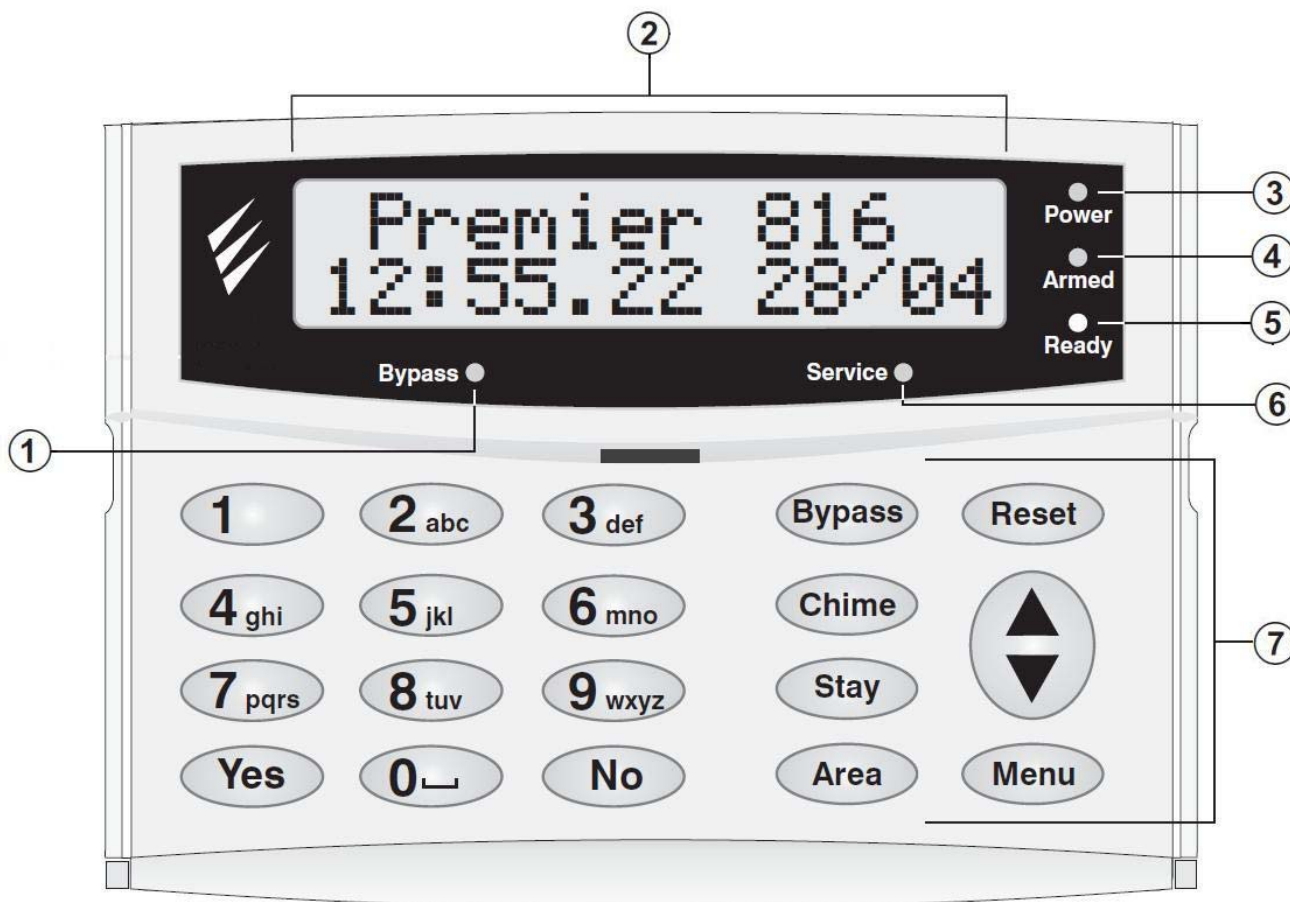 2
Premier 816
12:55.22 28/04
3
Power
4
Armed
5
Ready
Bypass
Service
6
1
1
2 abc
3 def
Bypass
Reset
4 ghi
5 jkl
6 mno
Chime
7
7 pqrs
8 tuv
9 wxyz
Stay
Yes
0
No
Area
Menu